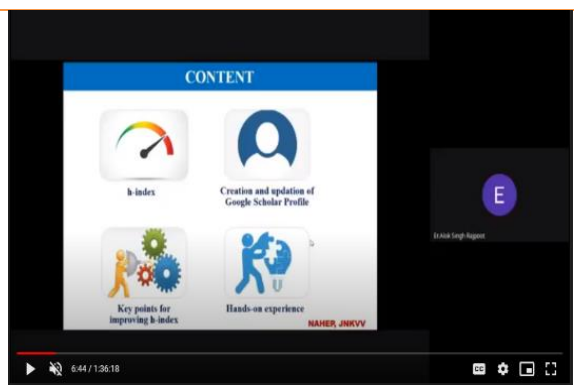 CONTENT
h-index
Creation and updation of
Google Scholar Profile
E
Er.Alok Singh Rajpoot
Key points for
improving h-index
Hands-on experience
NAHEP, JNKVV
6:44 / 1:36:18
CC